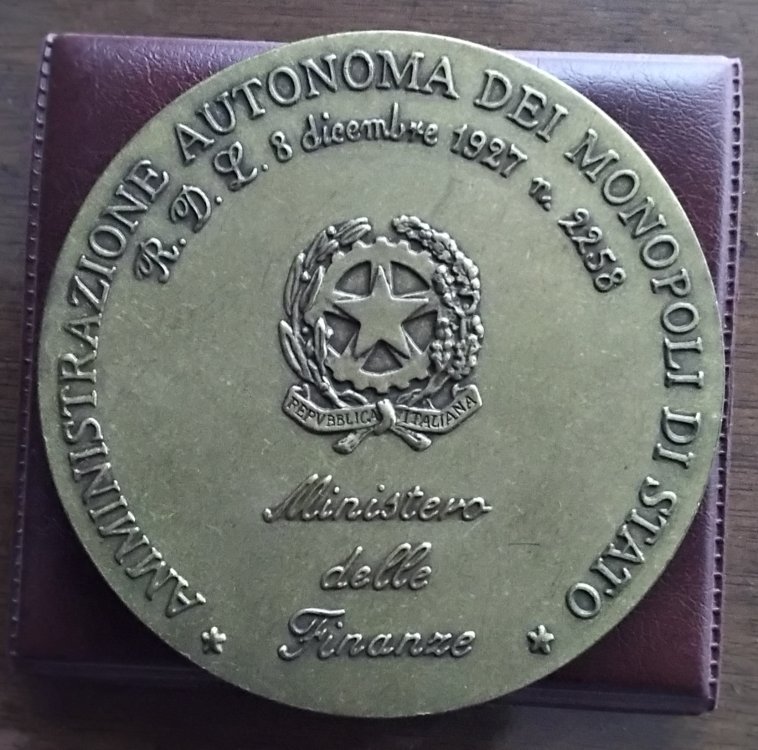 AMMINISTRAZIONE AUTONOMA DEI MONOPOLI DI STATO
R. D. L. 8 dicembre 1927 n. 2258
REPVBBLICA ITALIANA
Ministero
delle
Finanze